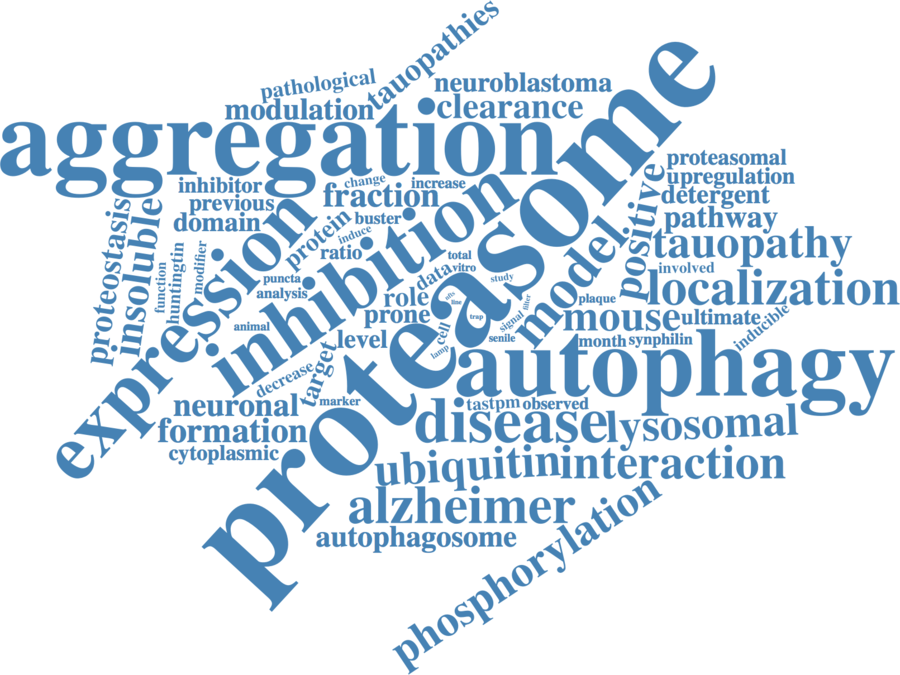 tauopathies
pathological
neuroblastoma
modulation
clearance
aggregation
proteasome
proteasomal
inhibitor
change
increase
upregulation
previous
fraction
detergent
domain
buster
positive
pathway
proteostasis
insoluble
protein
induce
inhibition
model
tauopathy
expression
ratio
total
function
huntingtin
modifier
puncta
data
vitro
study
involved
analysis
role
line
plaque
localization
prone
trap
signal
filter
mouse
ultimate
inducible
animal
level
cell
lamp
senile
month
synphilin
autophagy
decrease
target
marker
neuronal
tastpm
observed
formation
disease
lysosomal
cytoplasmic
ubiquitin
interaction
alzheimer
autophagosome
phosphorylation